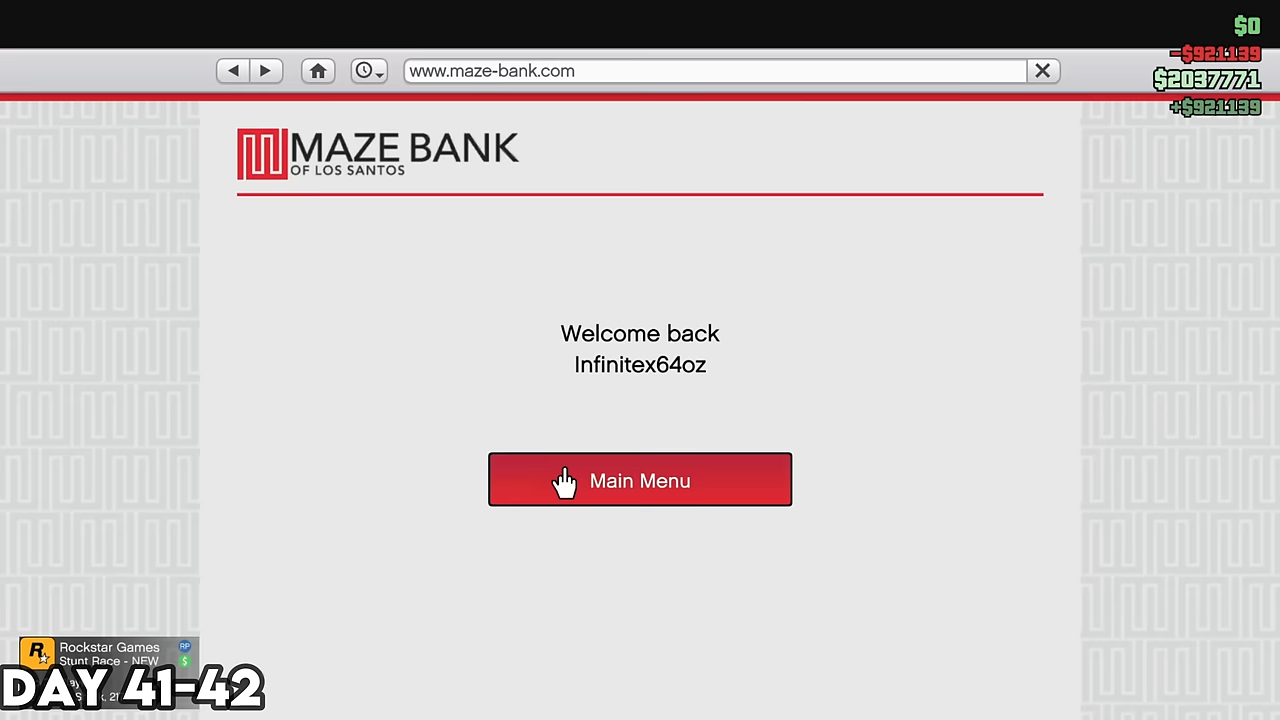 $0
-$921139
www.maze-bank.com
$2037771
+$921139
MAZE BANK
OF LOS SANTOS
Welcome back
Infinitex64oz
Main Menu
Rockstar Games
RP
Stunt Race - NEW
$
DAY 41-42